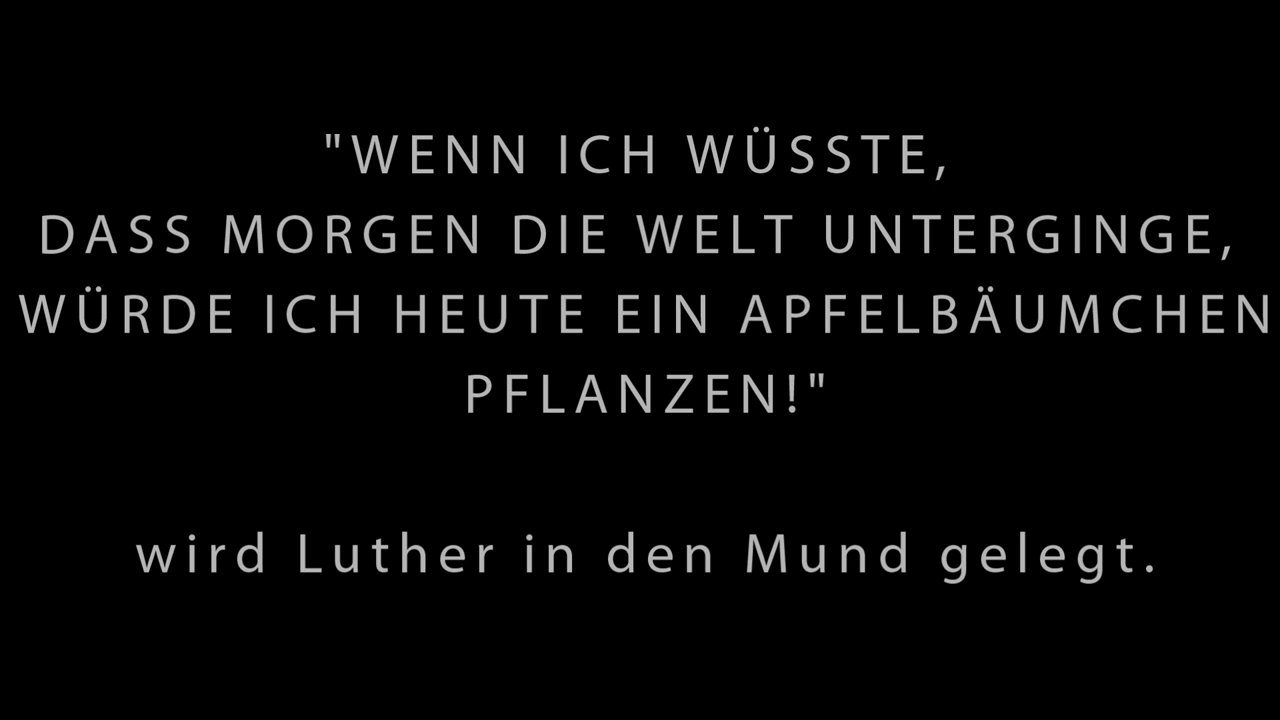 "WENN ICH WÜSSTE,
DASS MORGEN DIE WELT UNTERGINGE,
WÜRDE ICH HEUTE EIN APFELBÄUMCHEN
PFLANZEN!"
wird Luther in den Mund gelegt.